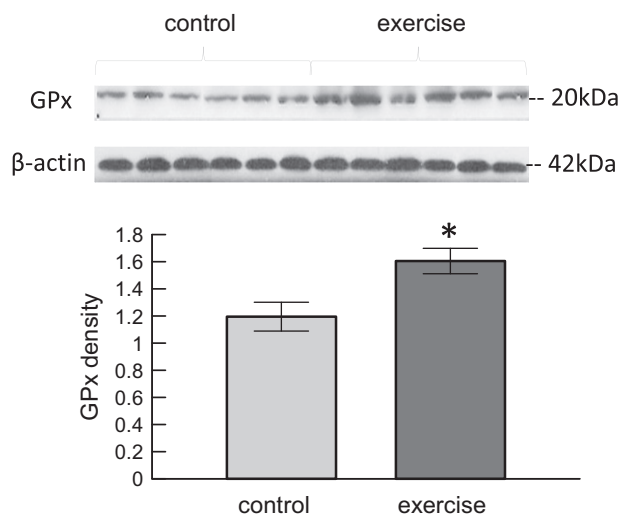 control exercise
GPx -- 20kDa
β-actin -- 42kDa
1.8
*
1.6
1.4
1.2
1
0.8
0.6
0.4
0.2
0
GPx density
control exercise